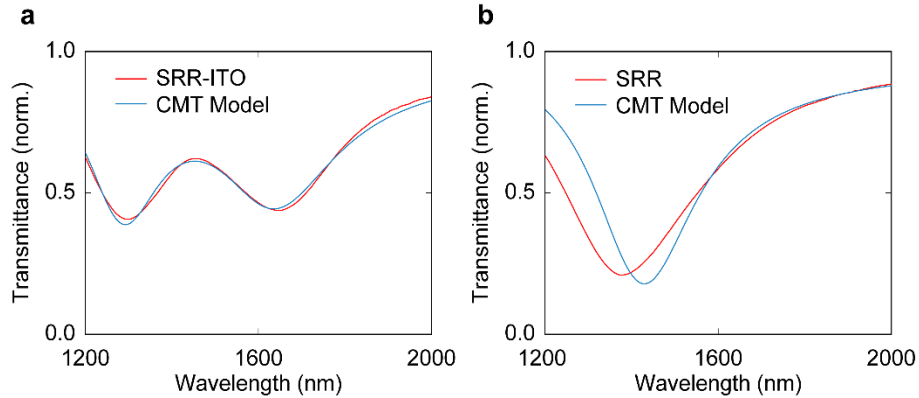 a
1.0
SRR-ITO
CMT Model
0.5
0.0
1200
1600
2000
Transmittance (norm.)
Wavelength (nm)
b
1.0
SRR
CMT Model
0.5
0.0
1200
1600
2000
Transmittance (norm.)
Wavelength (nm)